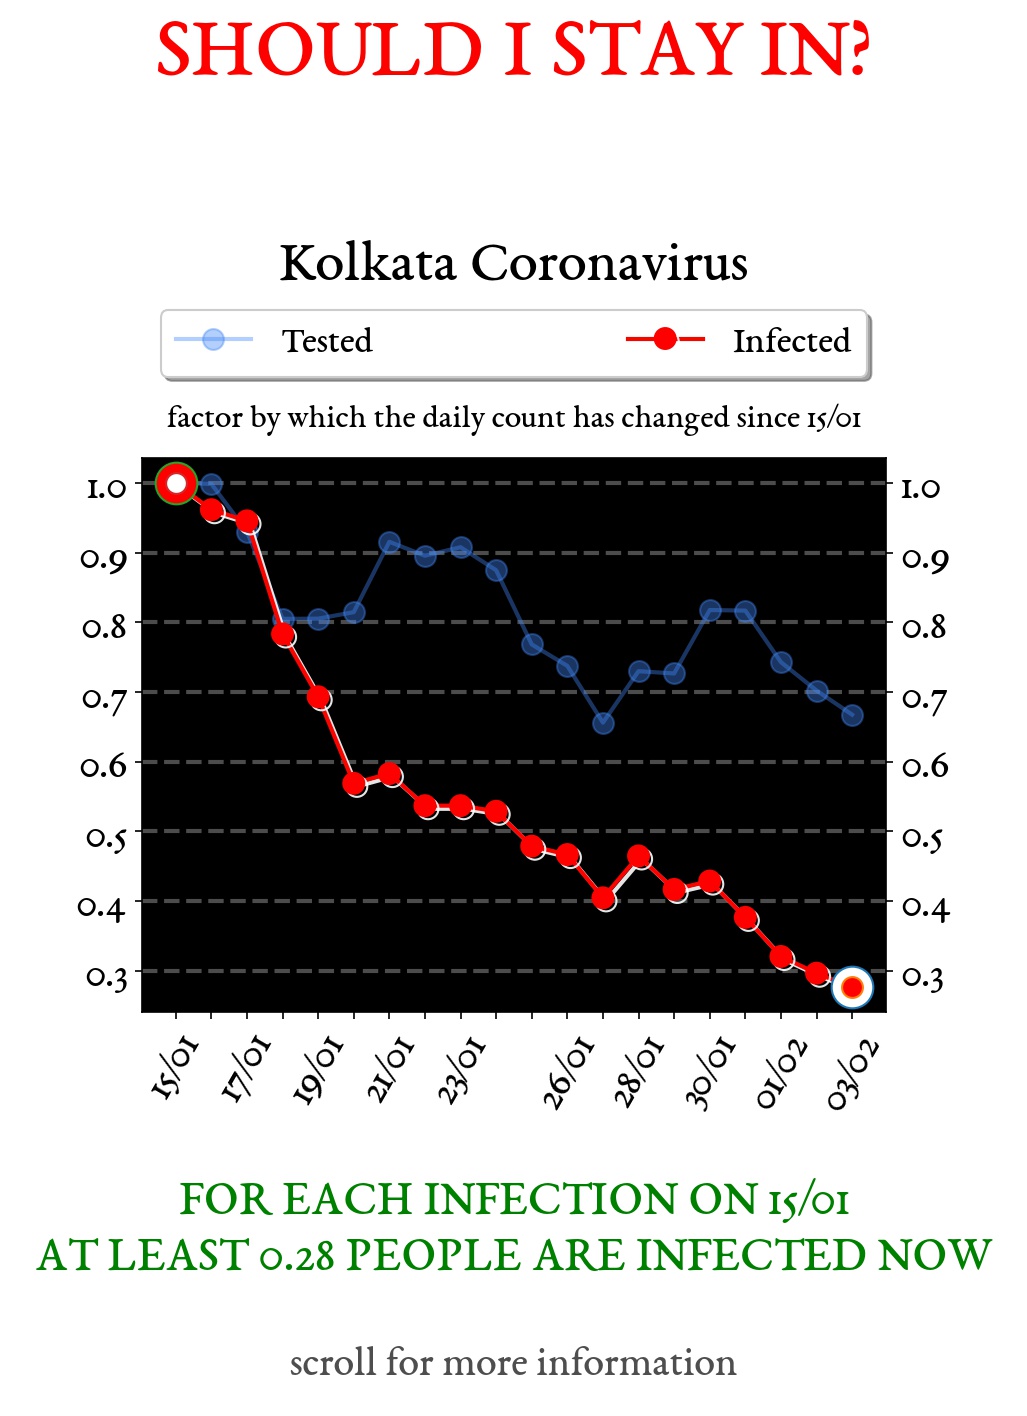 SHOULD I STAY IN?
Kolkata Coronavirus
Tested Infected
factor by which the daily count has changed since 15/01
1.0 1.0
0.9 0.9
0.8 0.8
0.7 0.7
0.6 0.6
0.5 0.5
0.4 0.4
0.3 0.3
15/01 17/01 19/01 21/01 23/01 26/01 28/01 30/01 01/02 03/02
FOR EACH INFECTION ON 15/01
AT LEAST 0.28 PEOPLE ARE INFECTED NOW
scroll for more information